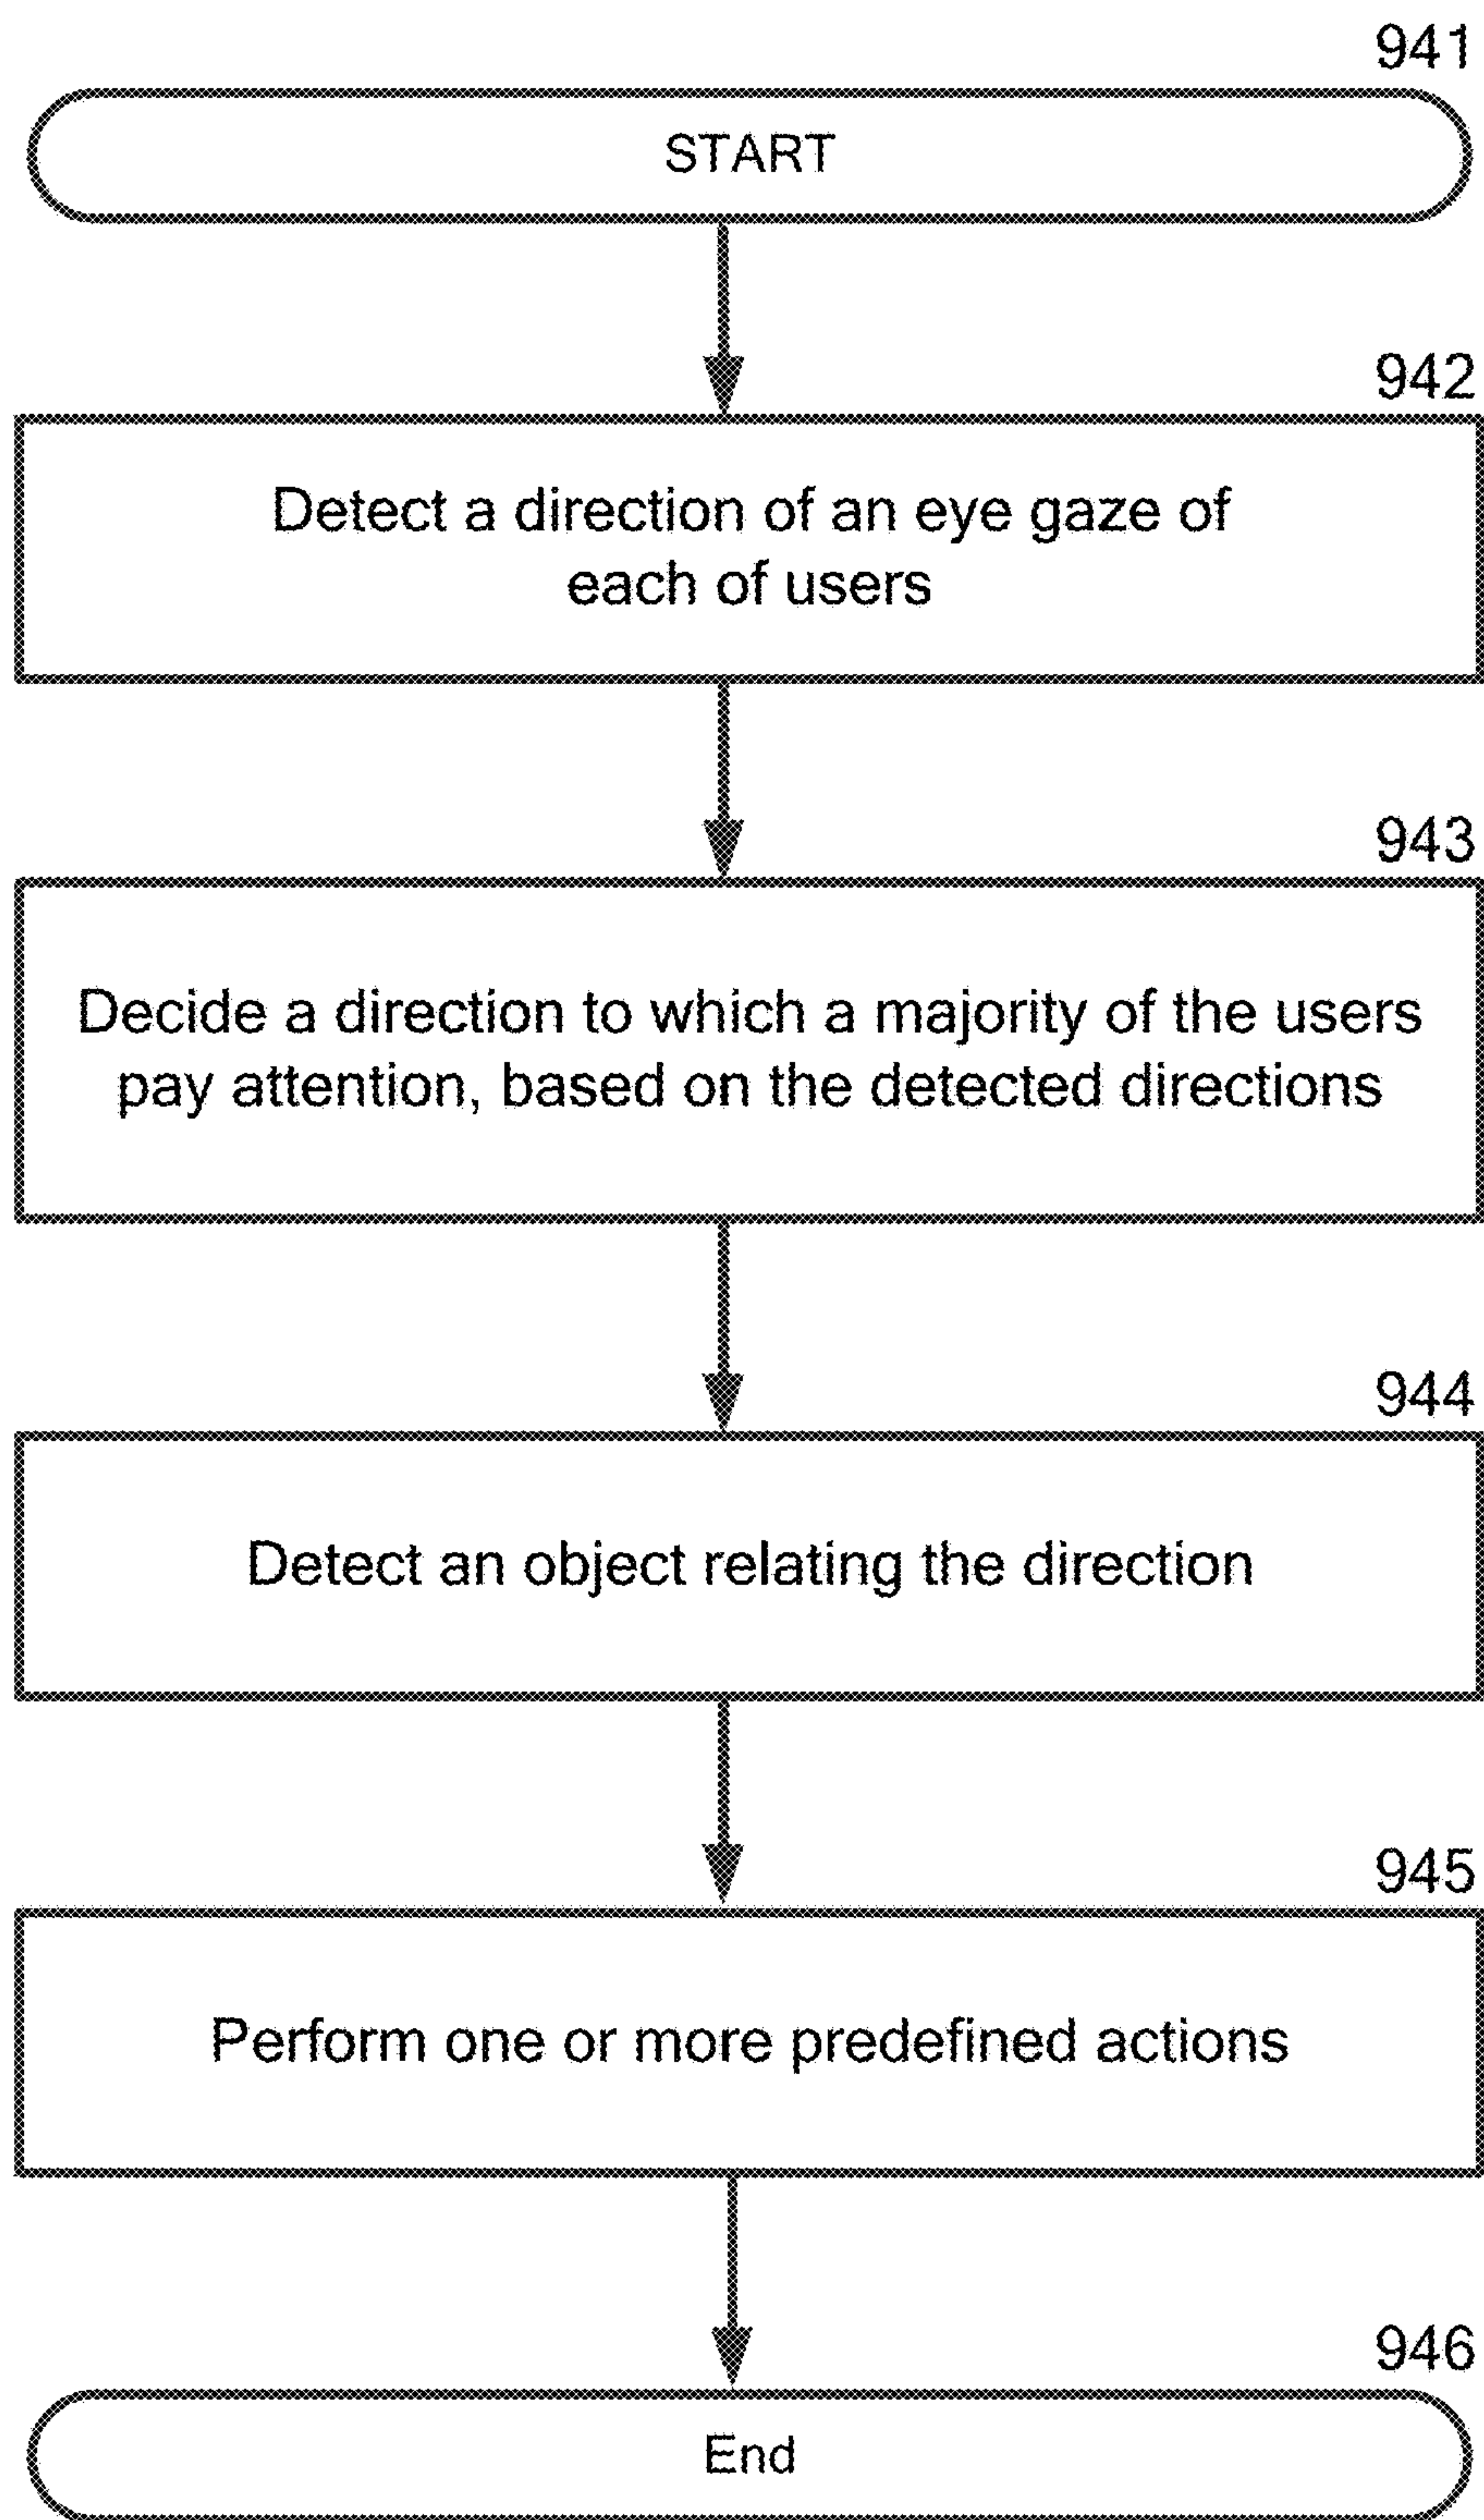 941
START
942
Detect a direction of an eye gaze of
each of users
943
Decide a direction to which a majority of the users
pay attention, based on the detected directions
944
Detect an object relating the direction
945
Perform one or more predefined actions
946
End